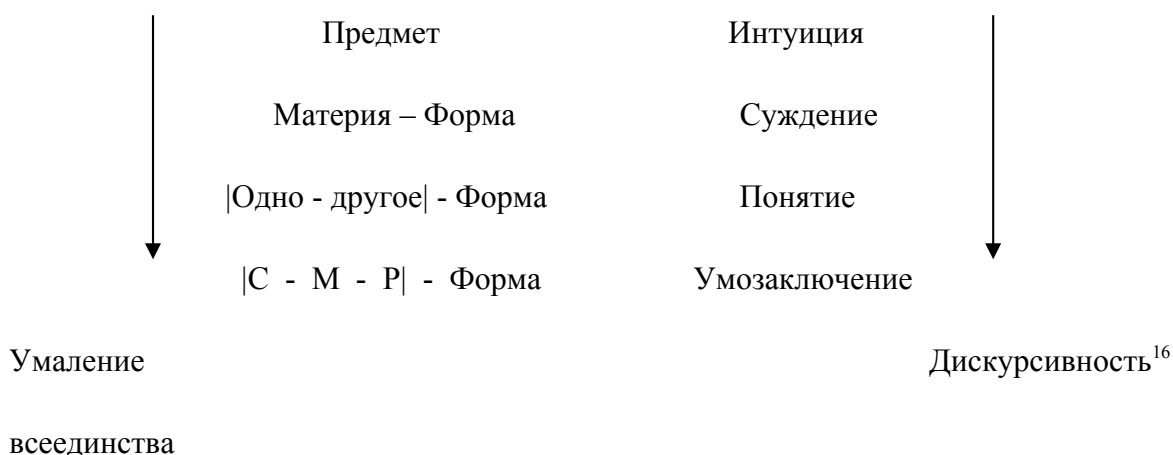 Предмет Интуиция
Материя – Форма Суждение
|Одно - другое| - Форма Понятие
|С - М - Р| - Форма Умозаключение
Умаление Дискурсивность16
всеединства